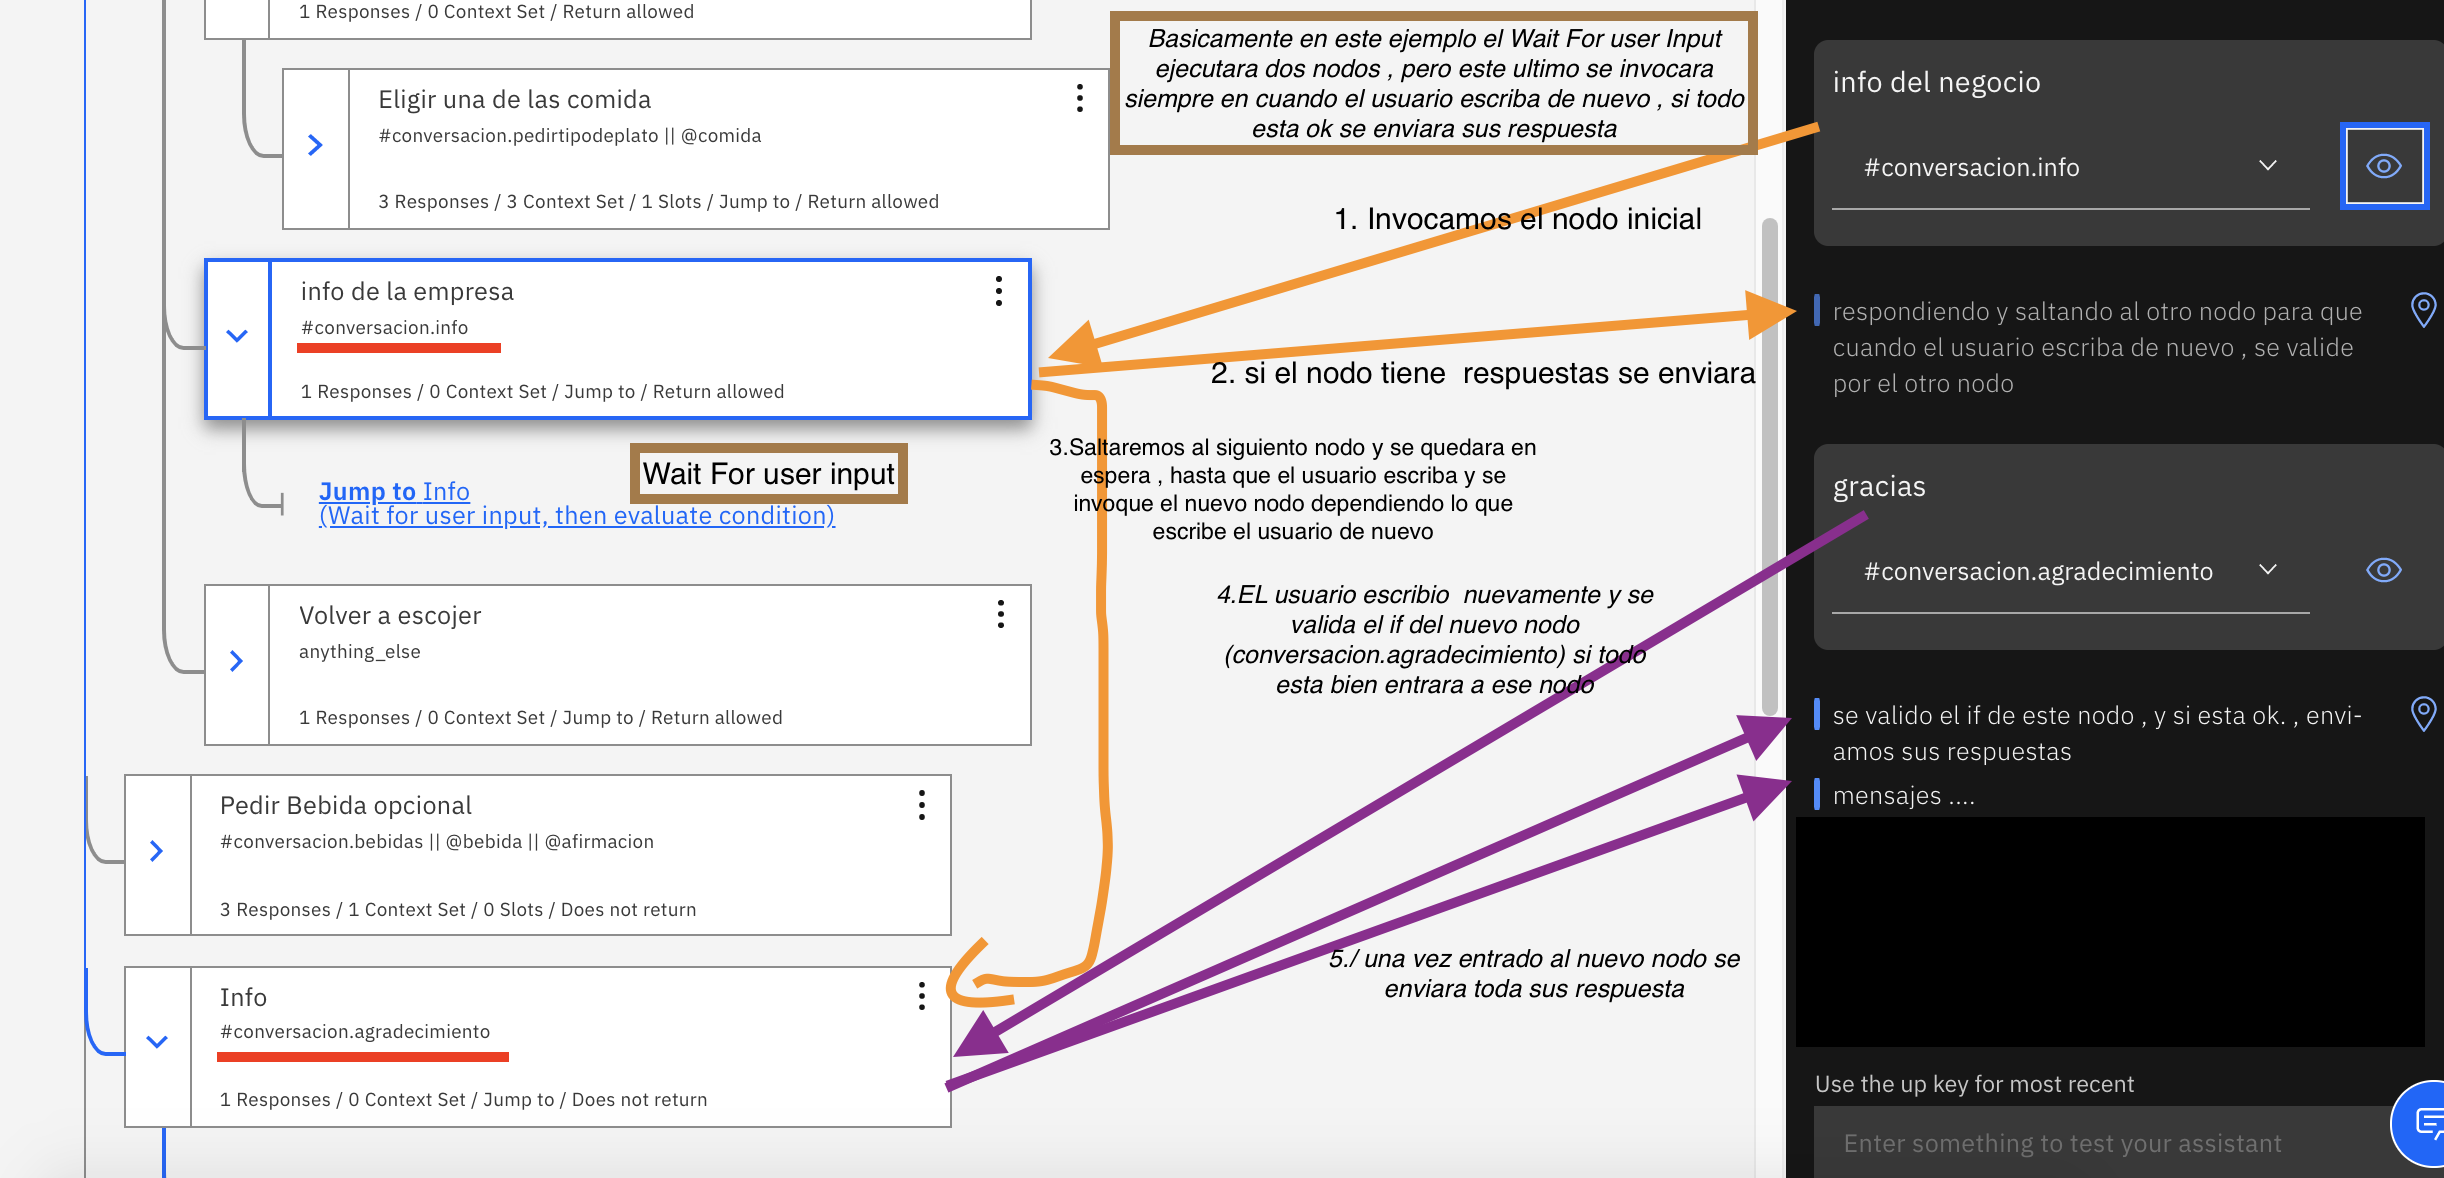 1 Responses / 0 Context Set / Return allowed
Eligir una de las comida
#conversacion.pedirtipodeplato || @comida
3 Responses / 3 Context Set / 1 Slots / Jump to / Return allowed
info de la empresa
#conversacion.info
1 Responses / 0 Context Set / Jump to / Return allowed
Wait For user input
Jump to Info
(Wait for user input, then evaluate condition)
Volver a escojer
anything_else
1 Responses / 0 Context Set / Jump to / Return allowed
Pedir Bebida opcional
#conversacion.bebidas || @bebida || @afirmacion
3 Responses / 1 Context Set / 0 Slots / Does not return
Info
#conversacion.agradecimiento
1 Responses / 0 Context Set / Jump to / Does not return
Basicamente en este ejemplo el Wait For user Input
ejecutara dos nodos , pero este ultimo se invocara
siempre en cuando el usuario escriba de nuevo , si todo
esta ok se enviara sus respuesta
1. Invocamos el nodo inicial
2. si el nodo tiene  respuestas se enviara
3.Saltaremos al siguiento nodo y se quedara en
espera , hasta que el usuario escriba y se
invoque el nuevo nodo dependiendo lo que
escribe el usuario de nuevo
4.EL usuario escribio  nuevamente y se
valida el if del nuevo nodo
(conversacion.agradecimiento) si todo
esta bien entrara a ese nodo
5./ una vez entrado al nuevo nodo se
enviara toda sus respuesta
info del negocio
#conversacion.info
respondiendo y saltando al otro nodo para que
cuando el usuario escriba de nuevo , se valide
por el otro nodo
gracias
#conversacion.agradecimiento
se valido el if de este nodo , y si esta ok. , envi-
amos sus respuestas
mensajes ....
Use the up key for most recent
Enter something to test your assistant